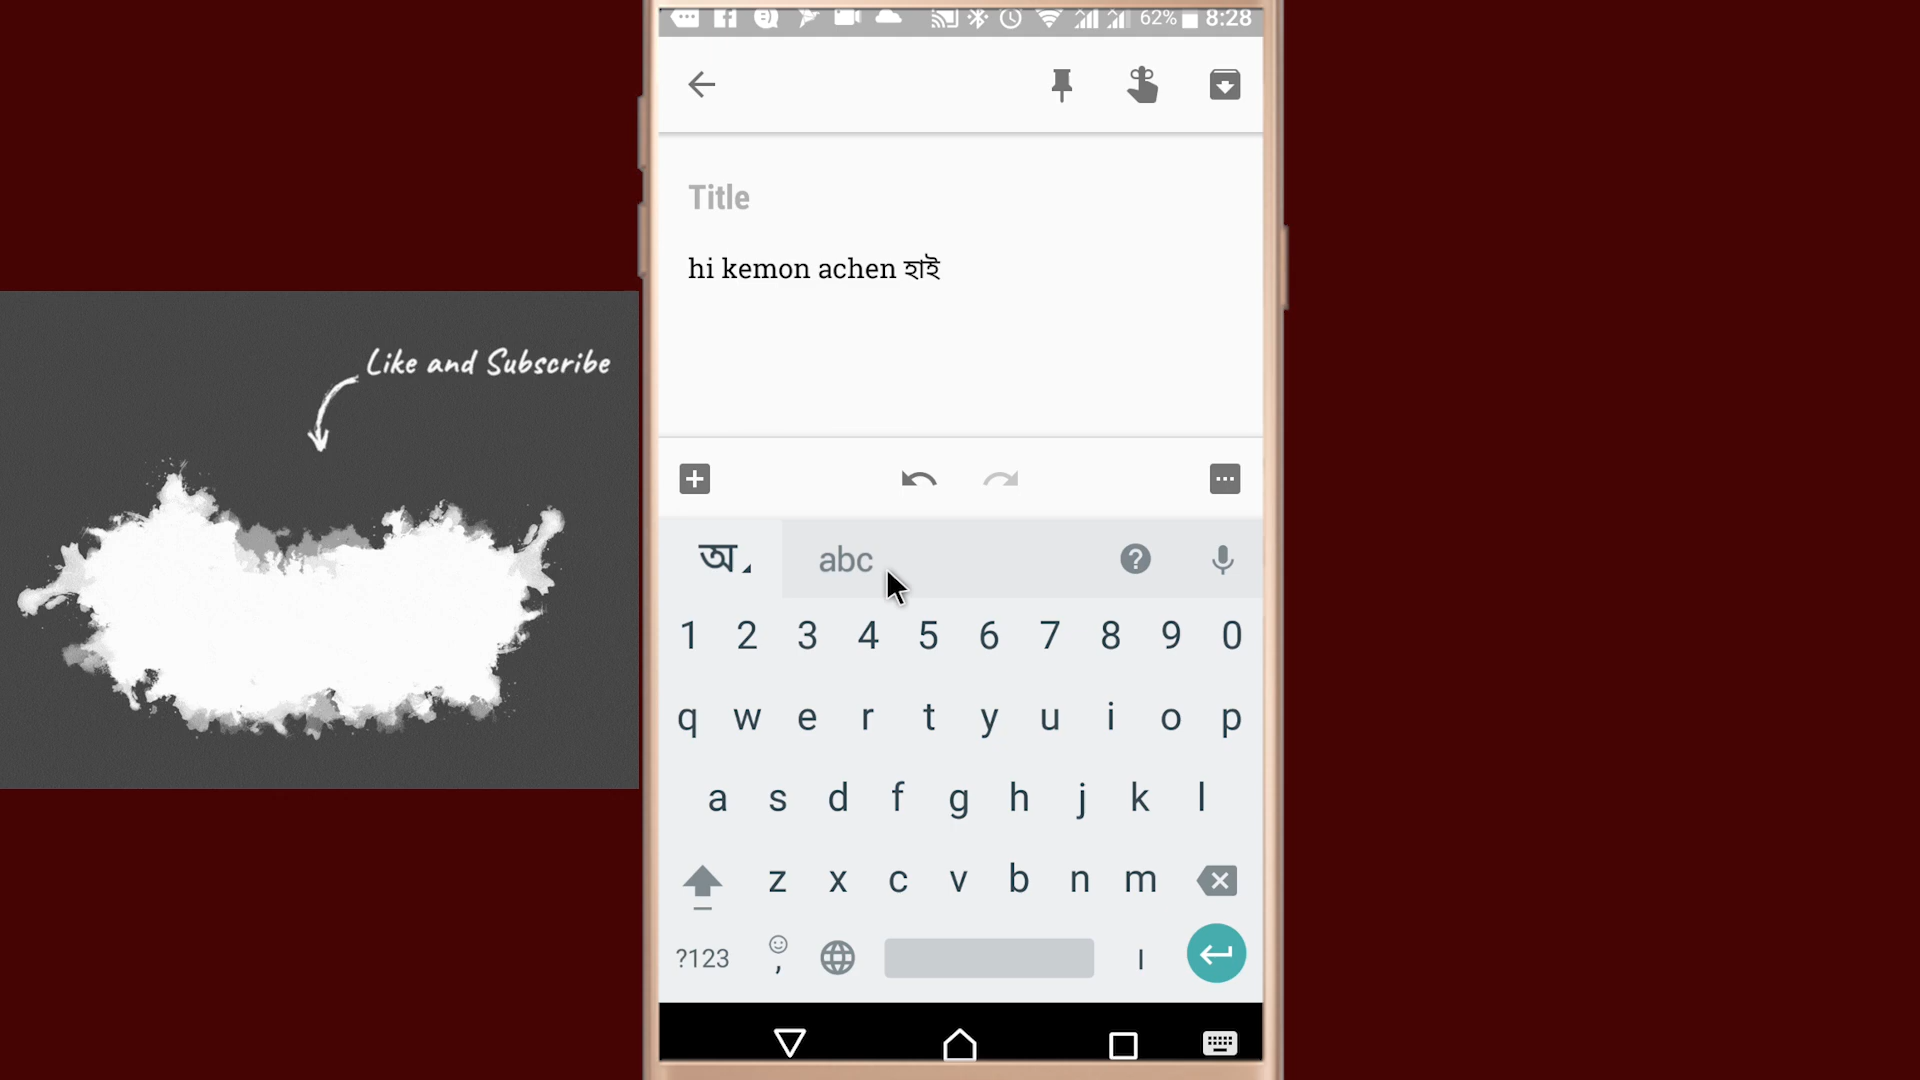 62% 8:28
Title
hi kemon achen হাই
Like and Subscribe
অ abc ?
1 2 3 4 5 6 7 8 9 0
q w e r t y u i o p
a s d f g h j k l
z x c v b n m
?123 , ।